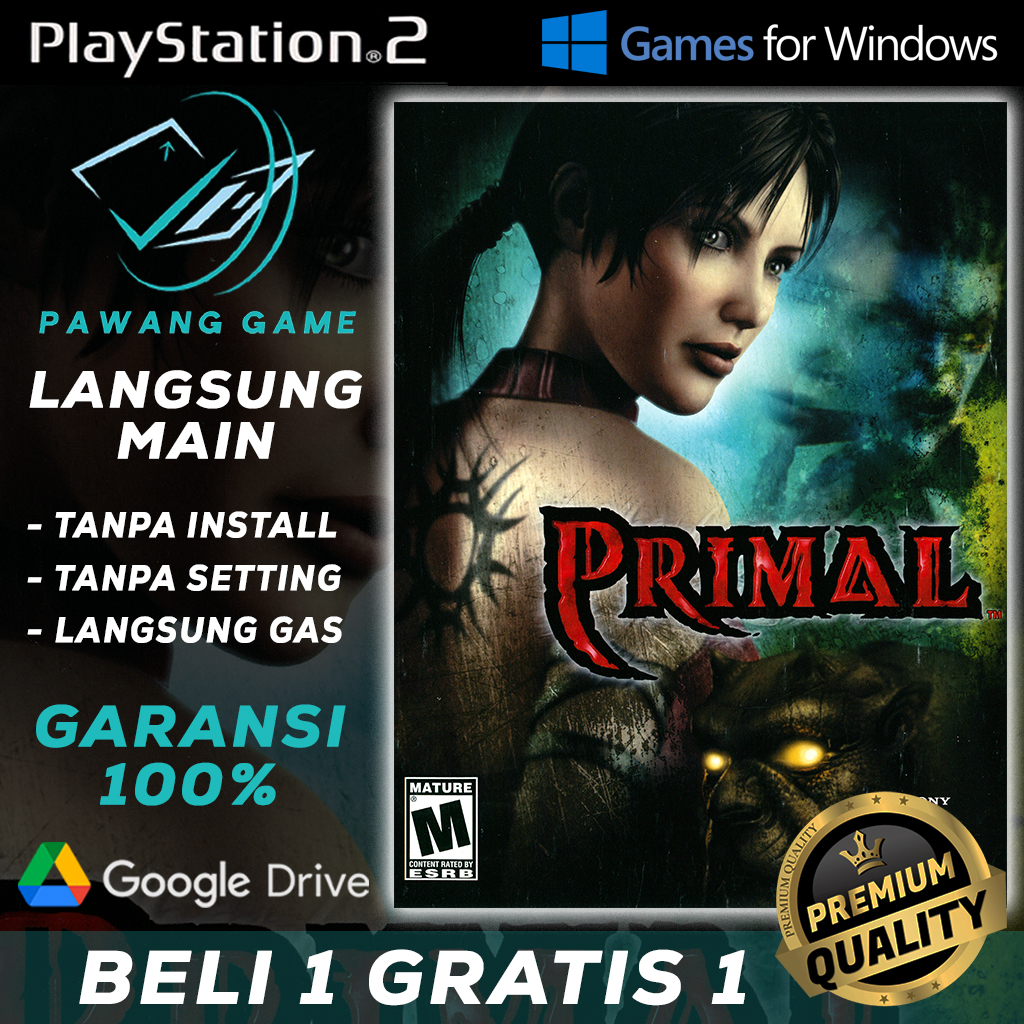 PlayStation®2
Games for Windows
PAWANG GAME
LANGSUNG
MAIN
- TANPA INSTALL
- TANPA SETTING
- LANGSUNG GAS
GARANSI
100%
Google Drive
PRIMAL™
MATURE
M
®
CONTENT RATED BY
ESRB
PREMIUM QUALITY
PREMIUM
QUALITY
BELI 1 GRATIS 1